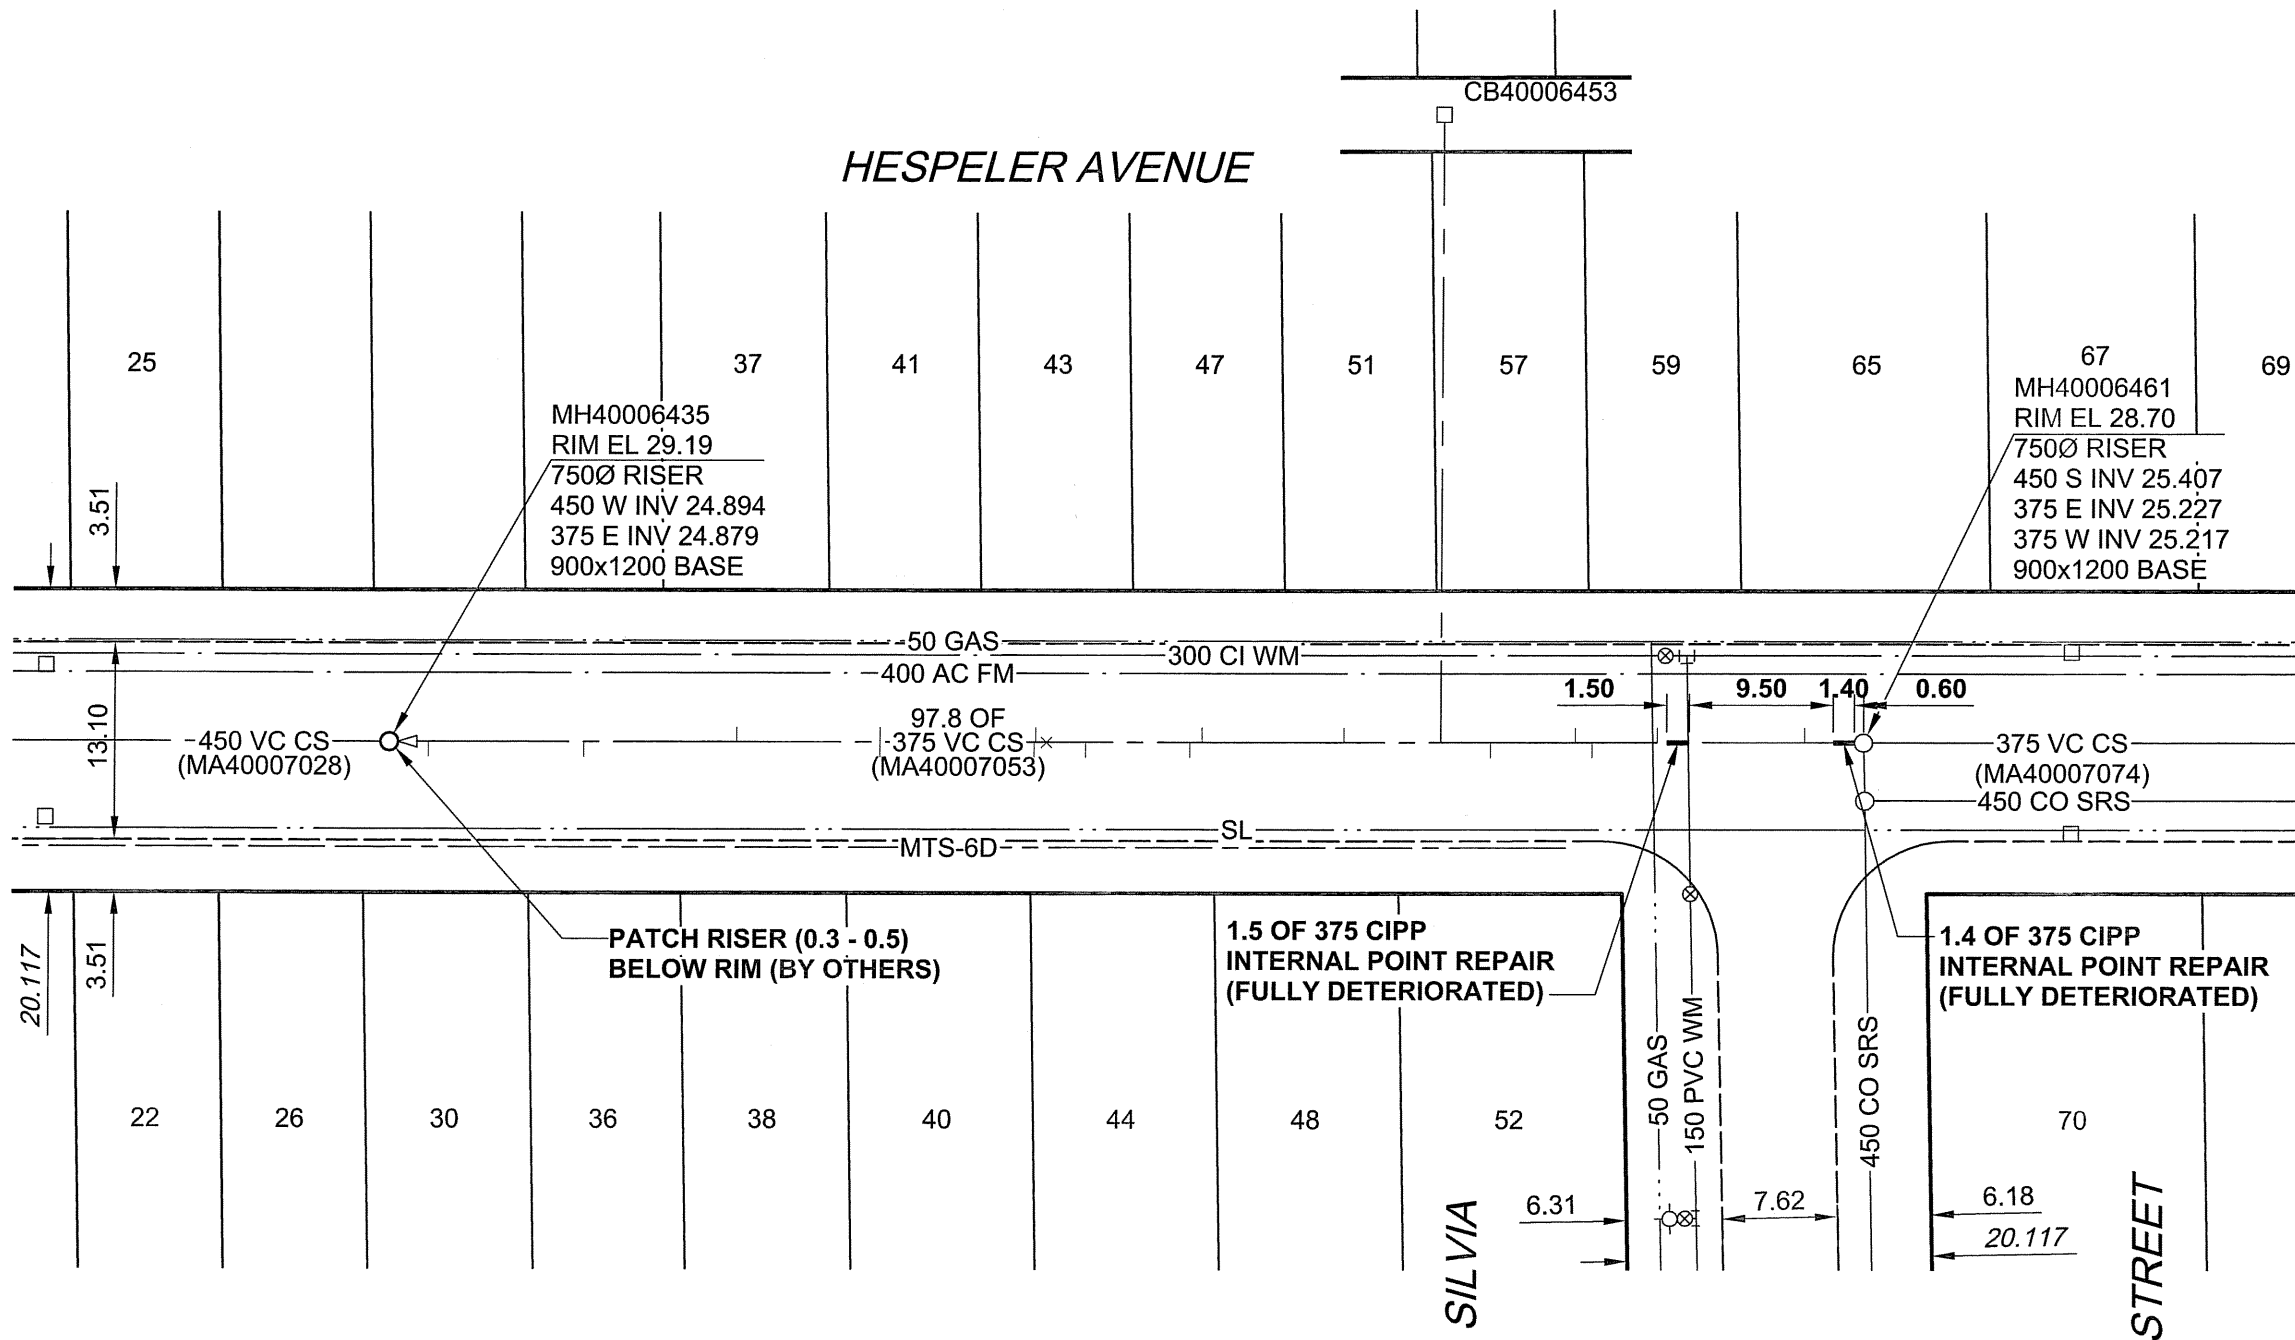 CB40006453
HESPELER AVENUE
25
37
41
43
47
51
57
59
65
67
69
MH40006435
RIM EL 29.19
750Ø RISER
450 W INV 24.894
375 E INV 24.879
900x1200 BASE
MH40006461
RIM EL 28.70
750Ø RISER
450 S INV 25.407
375 E INV 25.227
375 W INV 25.217
900x1200 BASE
3.51
50 GAS
300 CI WM
400 AC FM
1.50
9.50
1.40
0.60
13.10
450 VC CS
(MA40007028)
97.8 OF
375 VC CS
(MA40007053)
375 VC CS
(MA40007074)
450 CO SRS
SL
MTS-6D
20.117
3.51
PATCH RISER (0.3 - 0.5)
BELOW RIM (BY OTHERS)
1.5 OF 375 CIPP
INTERNAL POINT REPAIR
(FULLY DETERIORATED)
1.4 OF 375 CIPP
INTERNAL POINT REPAIR
(FULLY DETERIORATED)
50 GAS
150 PVC WM
450 CO SRS
22
26
30
36
38
40
44
48
52
70
6.31
7.62
6.18
20.117
SILVIA
STREET